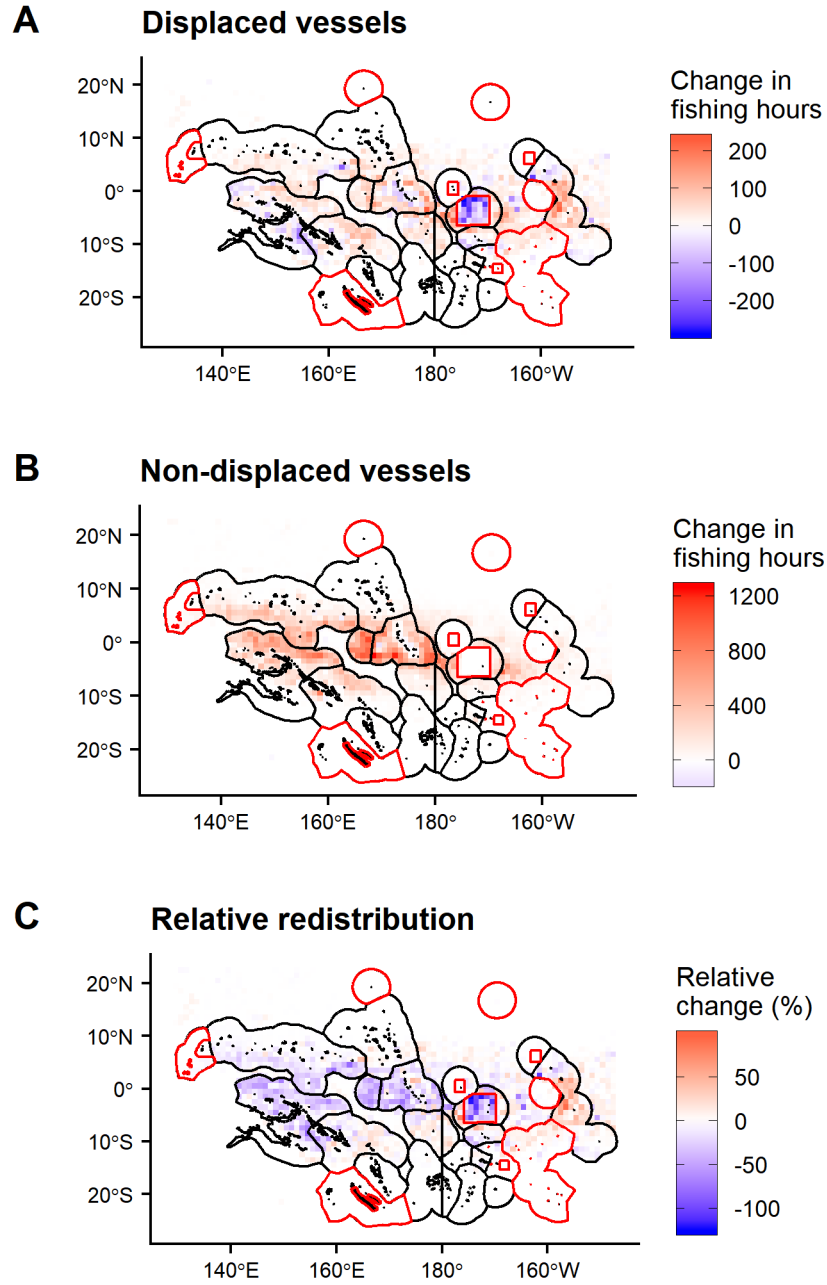 A
Displaced vessels
20°N
10°N
0°
10°S
20°S
140°E
160°E
180°
160°W
Change in
fishing hours
200
100
0
-100
-200
B
Non-displaced vessels
20°N
10°N
0°
10°S
20°S
140°E
160°E
180°
160°W
Change in
fishing hours
1200
800
400
0
C
Relative redistribution
20°N
10°N
0°
10°S
20°S
140°E
160°E
180°
160°W
Relative
change (%)
50
0
-50
-100